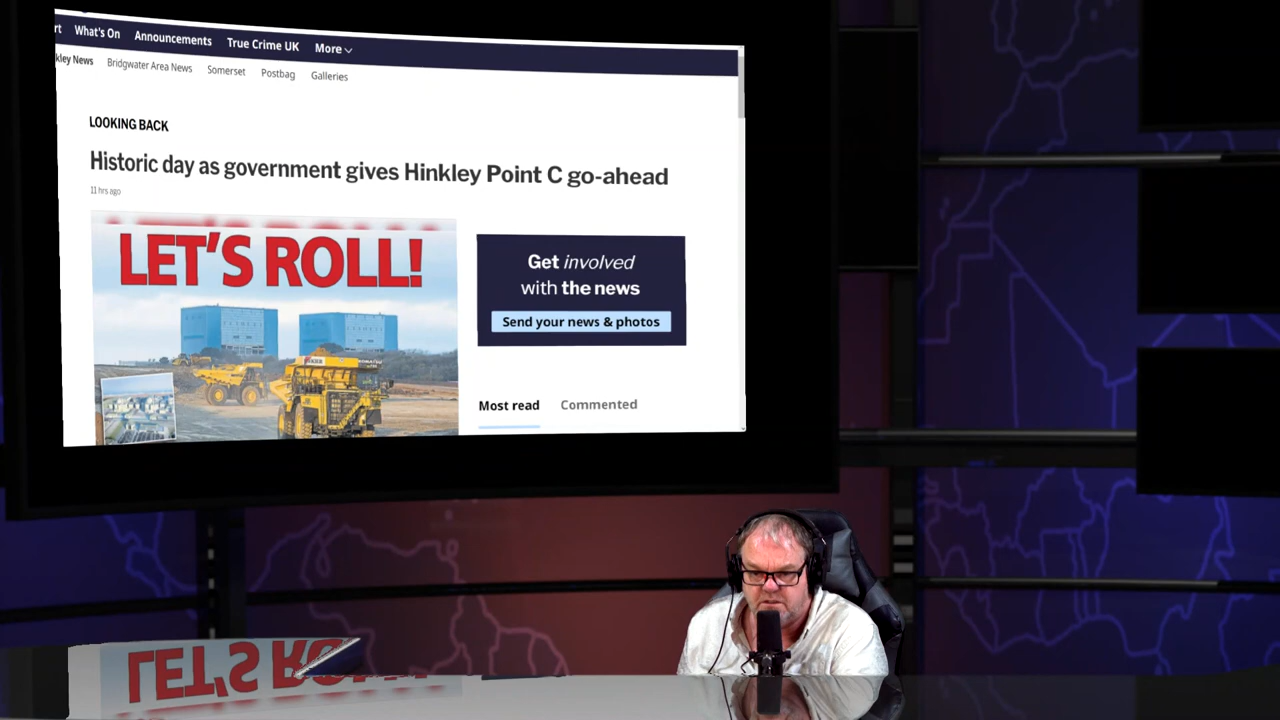 What's On Announcements True Crime UK More
kley News Bridgwater Area News Somerset Postbag Galleries
LOOKING BACK
Historic day as government gives Hinkley Point C go-ahead
11 hrs ago
LET'S ROLL!
Get involved
with the news
Send your news & photos
Most read Commented